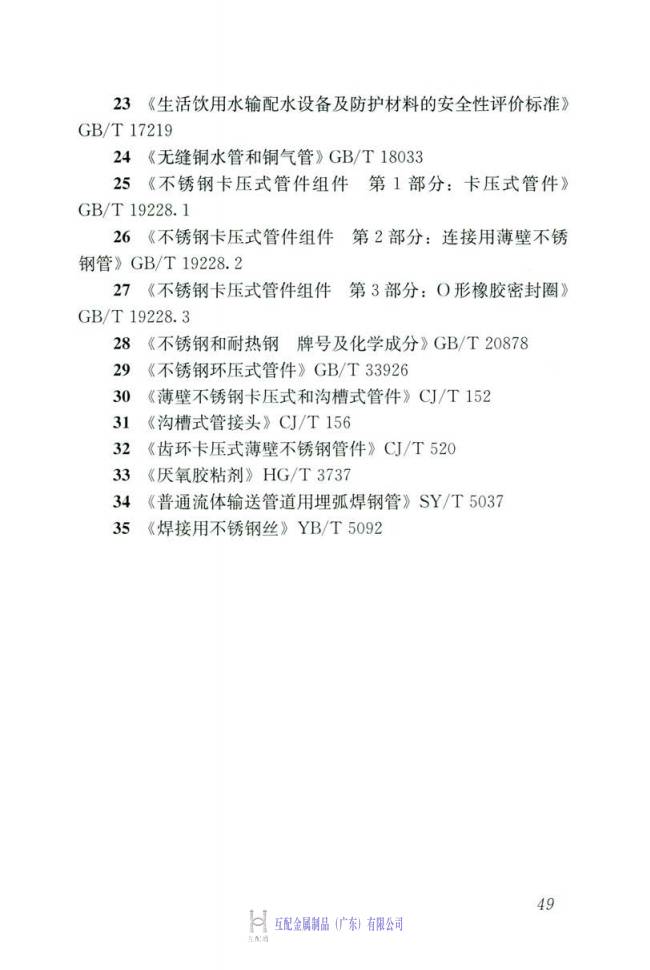 23 《生活饮用水输配水设备及防护材料的安全性评价标准》
GB/T 17219
24 《无缝铜水管和铜气管》GB/T 18033
25 《不锈钢卡压式管件组件　第 1 部分：卡压式管件》
GB/T 19228.1
26 《不锈钢卡压式管件组件　第 2 部分：连接用薄壁不锈
钢管》GB/T 19228.2
27 《不锈钢卡压式管件组件　第 3 部分：O 形橡胶密封圈》
GB/T 19228.3
28 《不锈钢和耐热钢　牌号及化学成分》GB/T 20878
29 《不锈钢环压式管件》GB/T 33926
30 《薄壁不锈钢卡压式和沟槽式管件》CJ/T 152
31 《沟槽式管接头》CJ/T 156
32 《齿环卡压式薄壁不锈钢管件》CJ/T 520
33 《厌氧胶粘剂》HG/T 3737
34 《普通流体输送管道用埋弧焊钢管》SY/T 5037
35 《焊接用不锈钢丝》YB/T 5092
49
互配金属制品（广东）有限公司